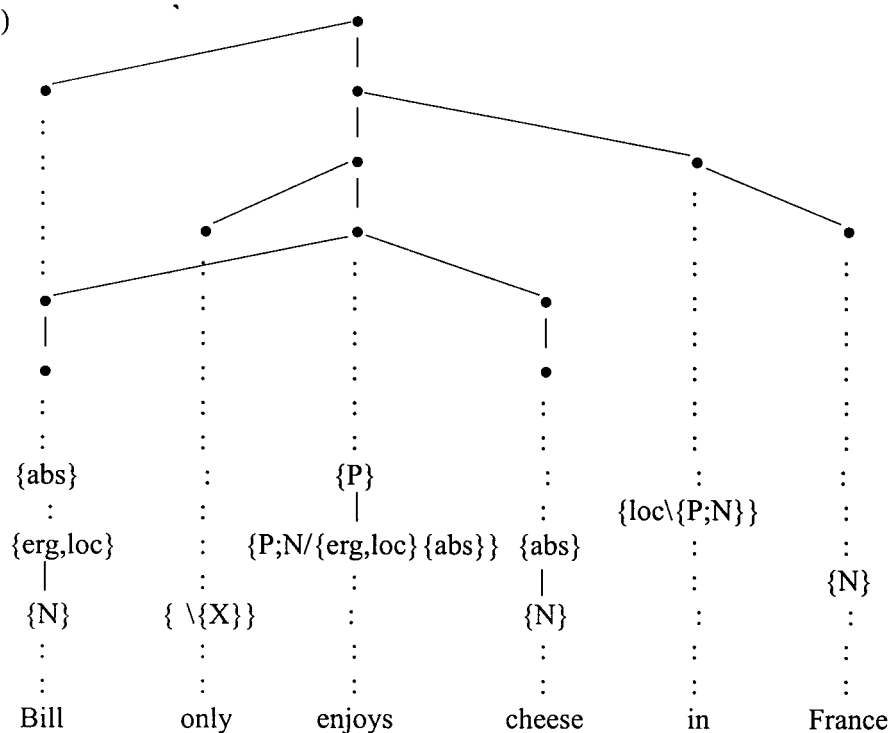 )
{abs} {P}
{loc\{P;N}}
{erg,loc} {P;N/{erg,loc}{abs}} {abs}
{N}
{N} { \{X}} {N}
Bill only enjoys cheese in France